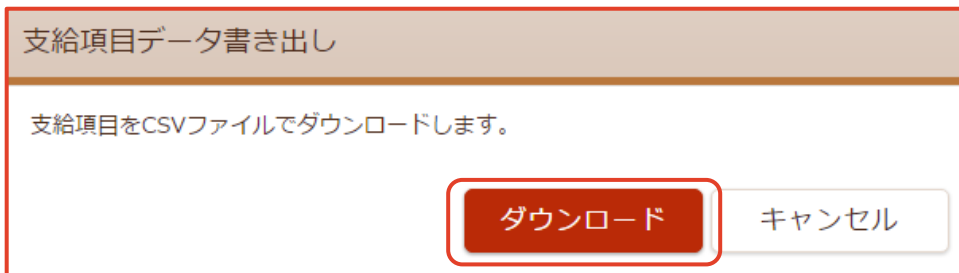 支給項目データ書き出し
支給項目をCSVファイルでダウンロードします。
ダウンロード キャンセル